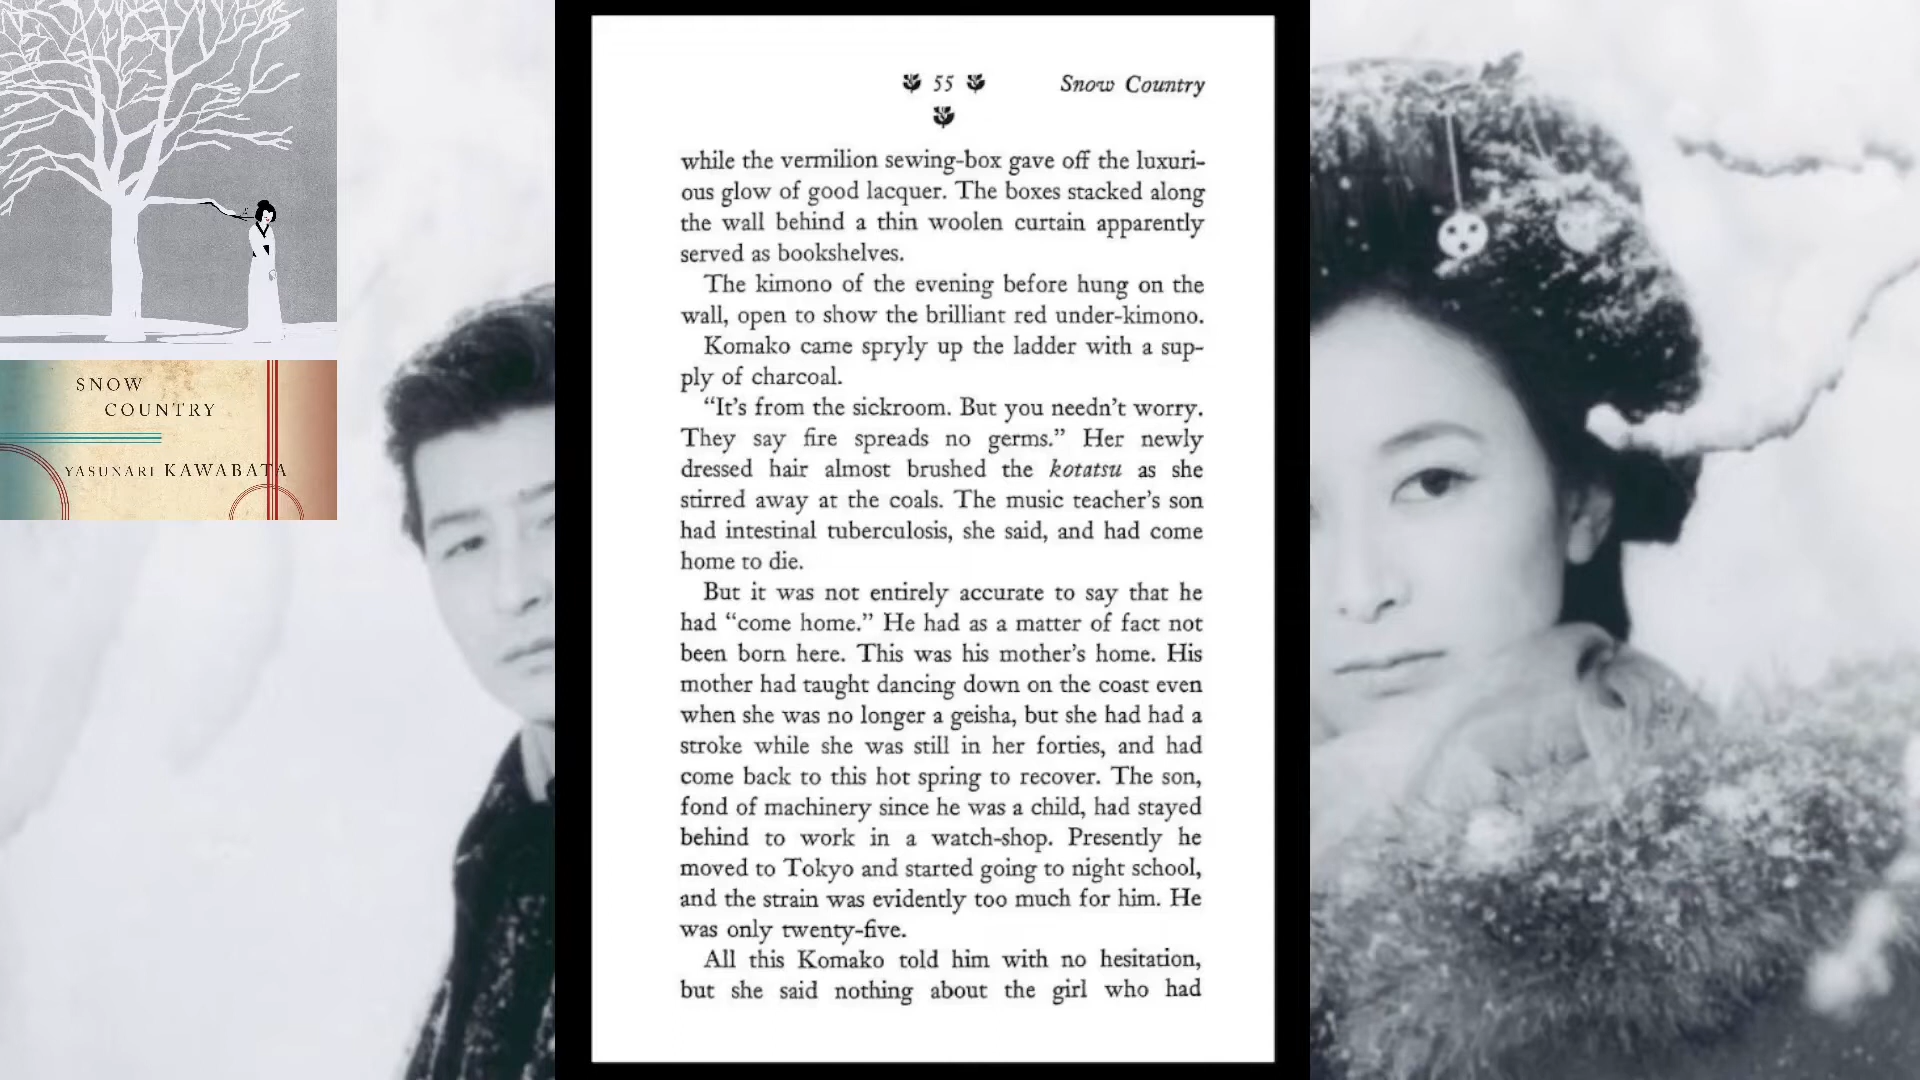 SNOW
COUNTRY
YASUNARI KAWABATA
55
Snow Country
while the vermilion sewing-box gave off the luxuri-
ous glow of good lacquer. The boxes stacked along
the wall behind a thin woolen curtain apparently
served as bookshelves.
The kimono of the evening before hung on the
wall, open to show the brilliant red under-kimono.
Komako came spryly up the ladder with a sup-
ply of charcoal.
“It’s from the sickroom. But you needn’t worry.
They say fire spreads no germs.” Her newly
dressed hair almost brushed the kotatsu as she
stirred away at the coals. The music teacher’s son
had intestinal tuberculosis, she said, and had come
home to die.
But it was not entirely accurate to say that he
had “come home.” He had as a matter of fact not
been born here. This was his mother’s home. His
mother had taught dancing down on the coast even
when she was no longer a geisha, but she had had a
stroke while she was still in her forties, and had
come back to this hot spring to recover. The son,
fond of machinery since he was a child, had stayed
behind to work in a watch-shop. Presently he
moved to Tokyo and started going to night school,
and the strain was evidently too much for him. He
was only twenty-five.
All this Komako told him with no hesitation,
but she said nothing about the girl who had